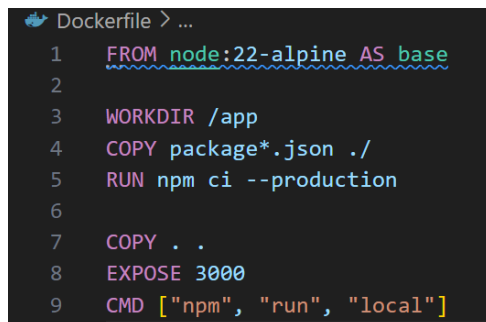 Dockerfile > ...
1 FROM node:22-alpine AS base
2
3 WORKDIR /app
4 COPY package*.json ./
5 RUN npm ci --production
6
7 COPY . .
8 EXPOSE 3000
9 CMD ["npm", "run", "local"]